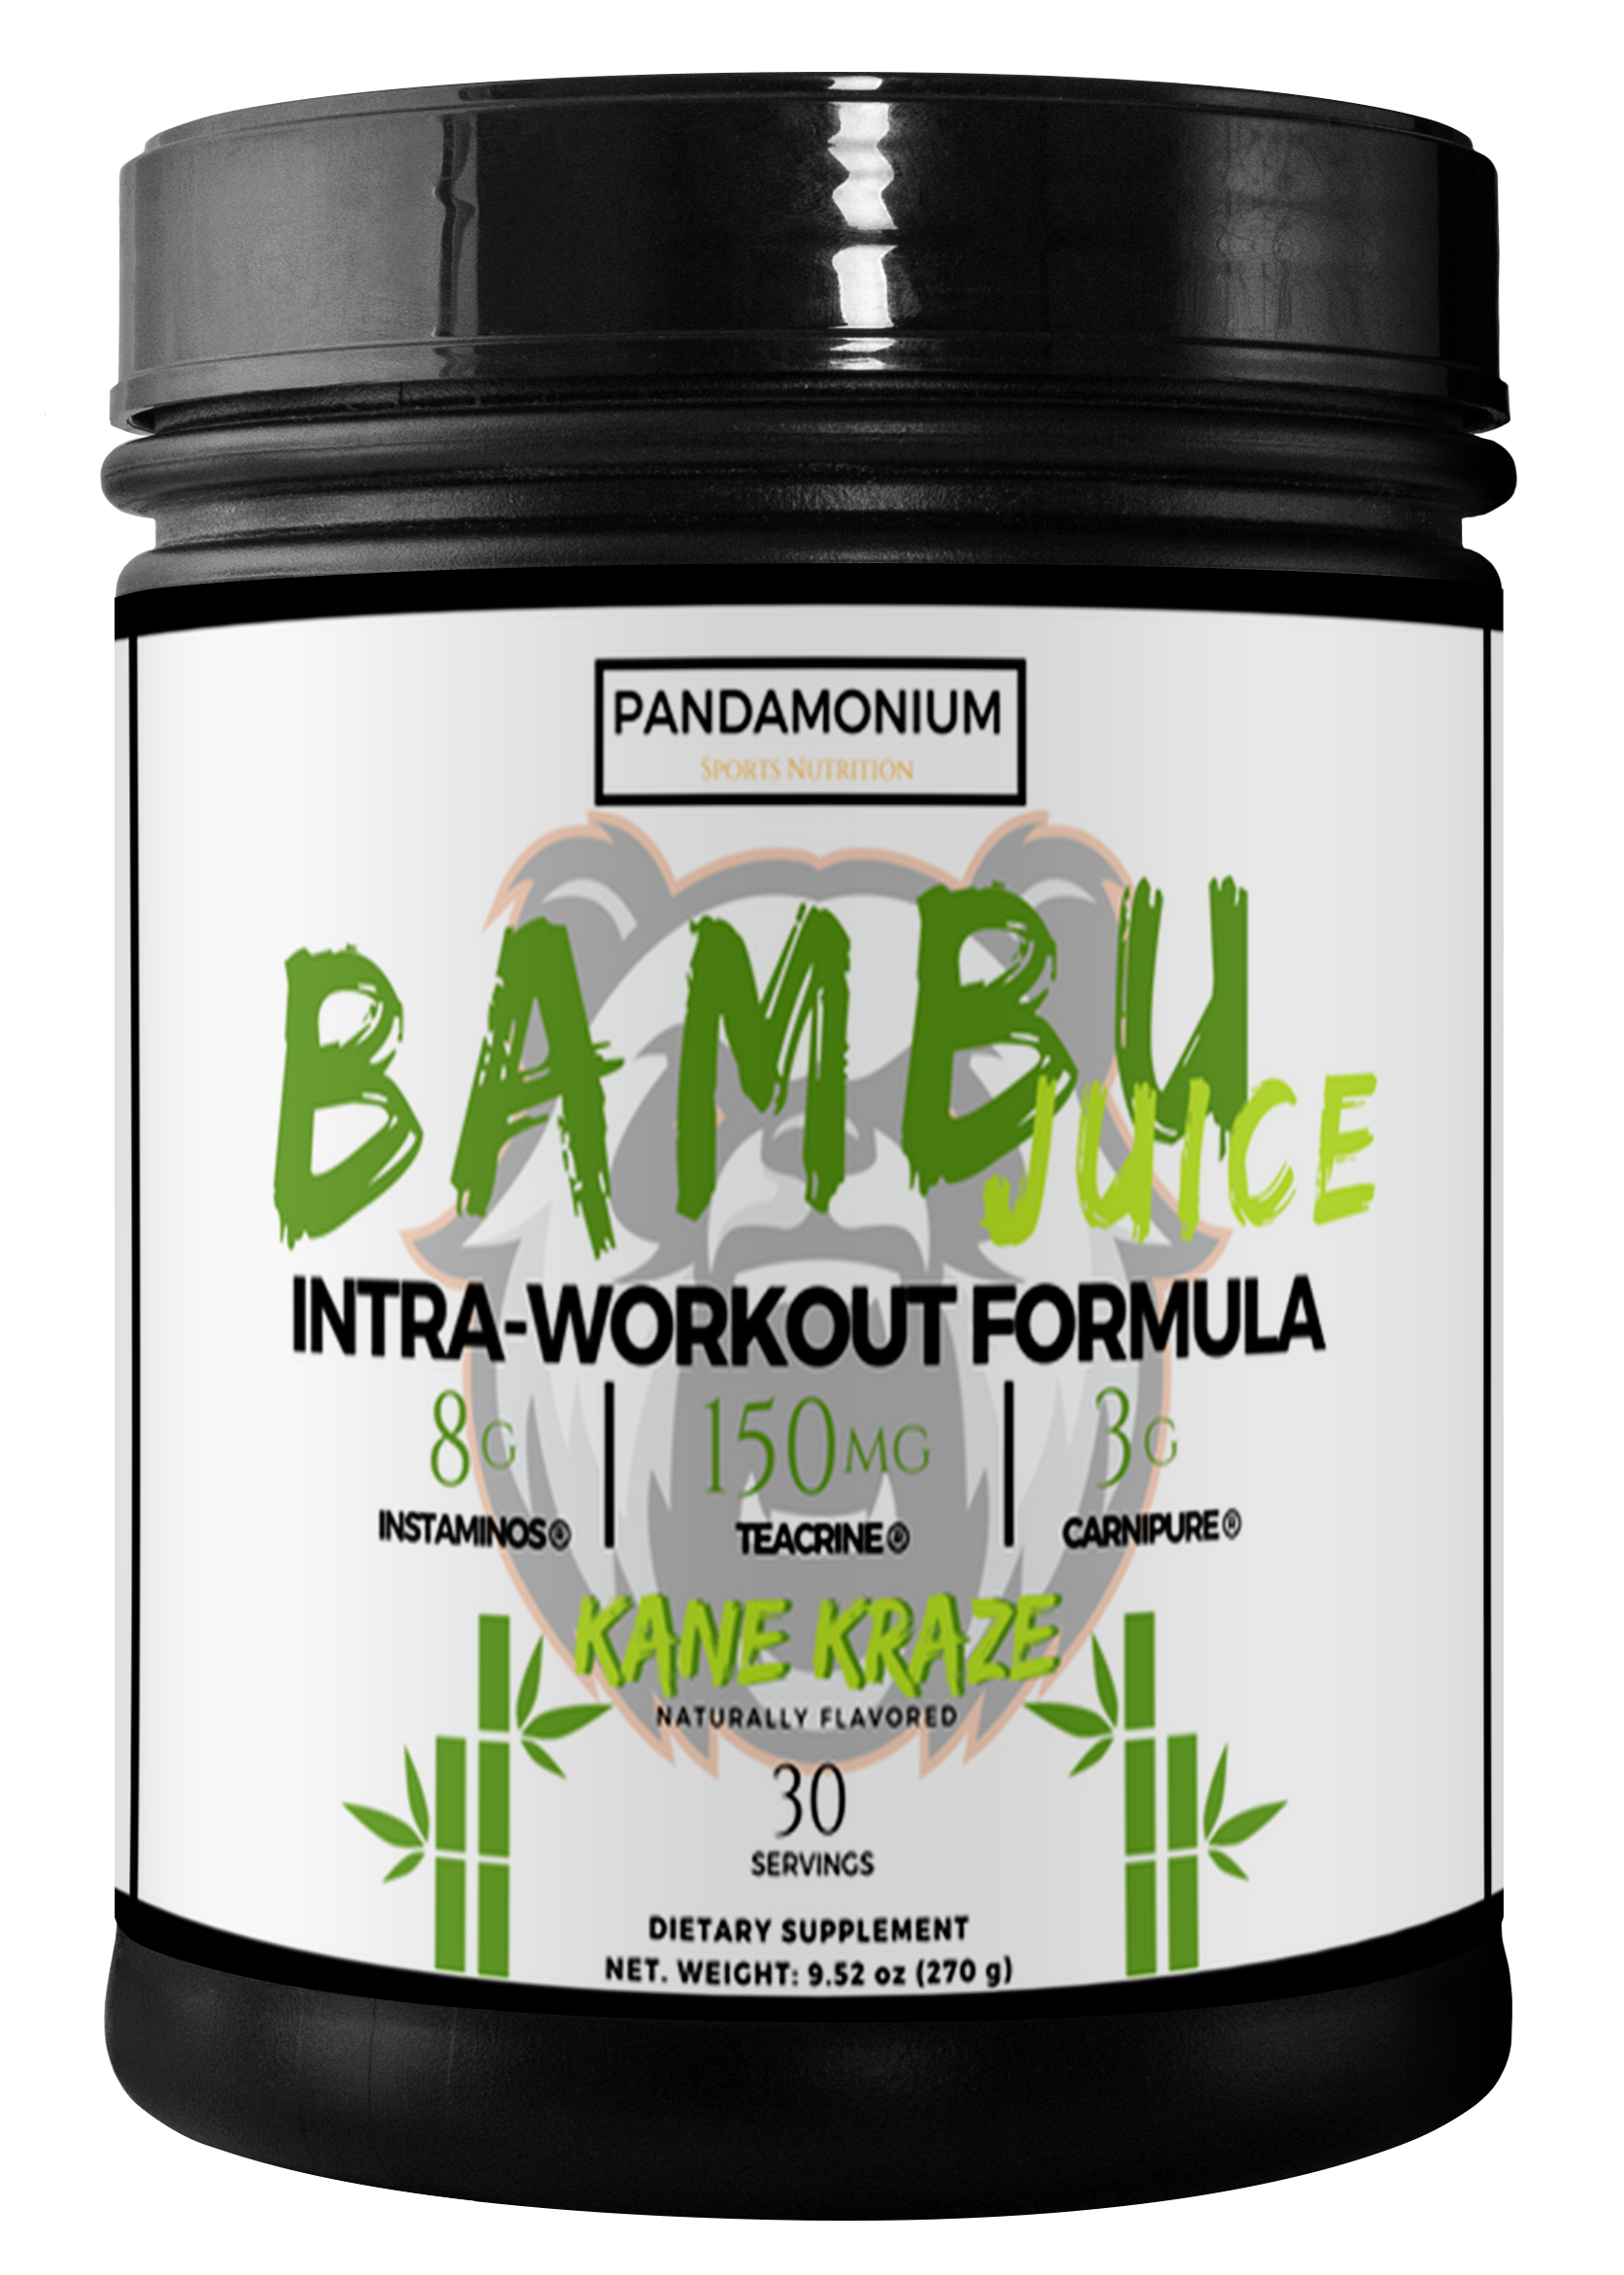 PANDAMONIUM
SPORTS NUTRITION
BAMBU
JUICE
INTRA-WORKOUT FORMULA
8G | 150MG | 3G
INSTAMINOS® | TEACRINE® | CARNIPURE®
KANE KRAZE
NATURALLY FLAVORED
30
SERVINGS
DIETARY SUPPLEMENT
NET. WEIGHT: 9.52 oz (270 g)